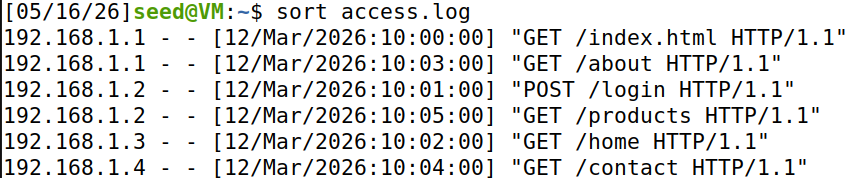 [05/16/26]seed@VM:~$ sort access.log
192.168.1.1 - - [12/Mar/2026:10:00:00] "GET /index.html HTTP/1.1"
192.168.1.1 - - [12/Mar/2026:10:03:00] "GET /about HTTP/1.1"
192.168.1.2 - - [12/Mar/2026:10:01:00] "POST /login HTTP/1.1"
192.168.1.2 - - [12/Mar/2026:10:05:00] "GET /products HTTP/1.1"
192.168.1.3 - - [12/Mar/2026:10:02:00] "GET /home HTTP/1.1"
192.168.1.4 - - [12/Mar/2026:10:04:00] "GET /contact HTTP/1.1"